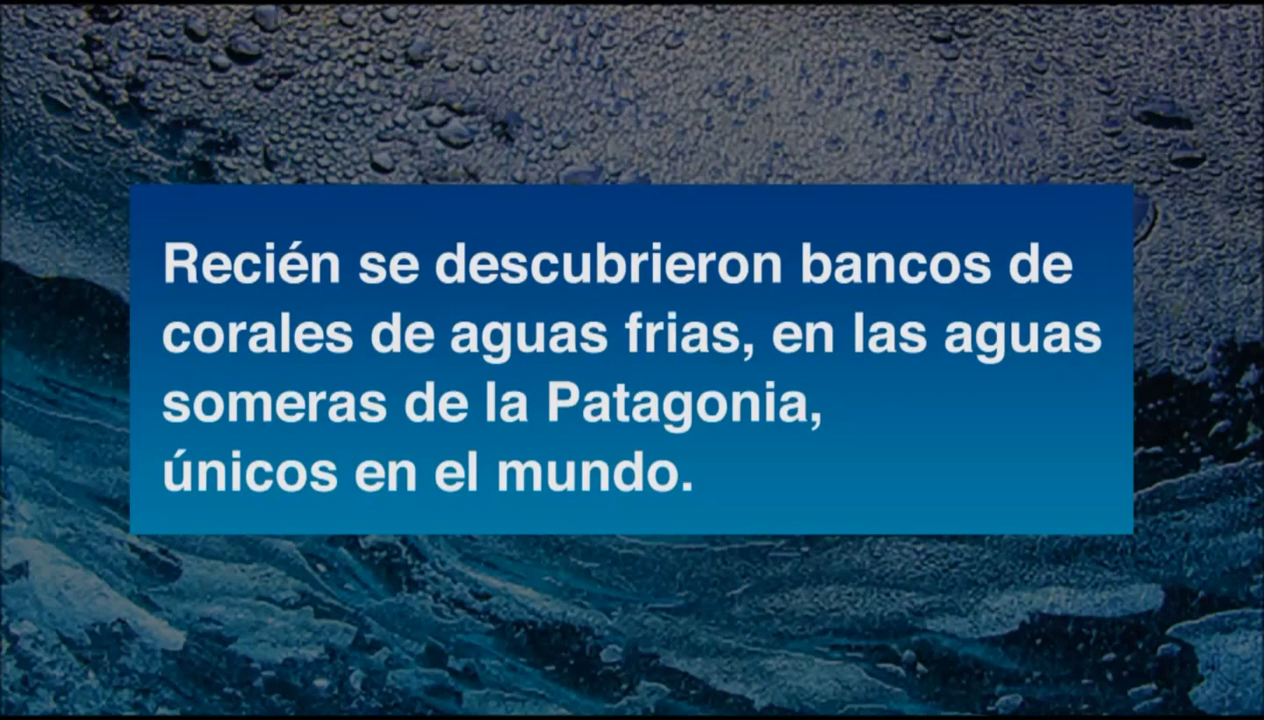 Recién se descubrieron bancos de
corales de aguas frias, en las aguas
someras de la Patagonia,
únicos en el mundo.